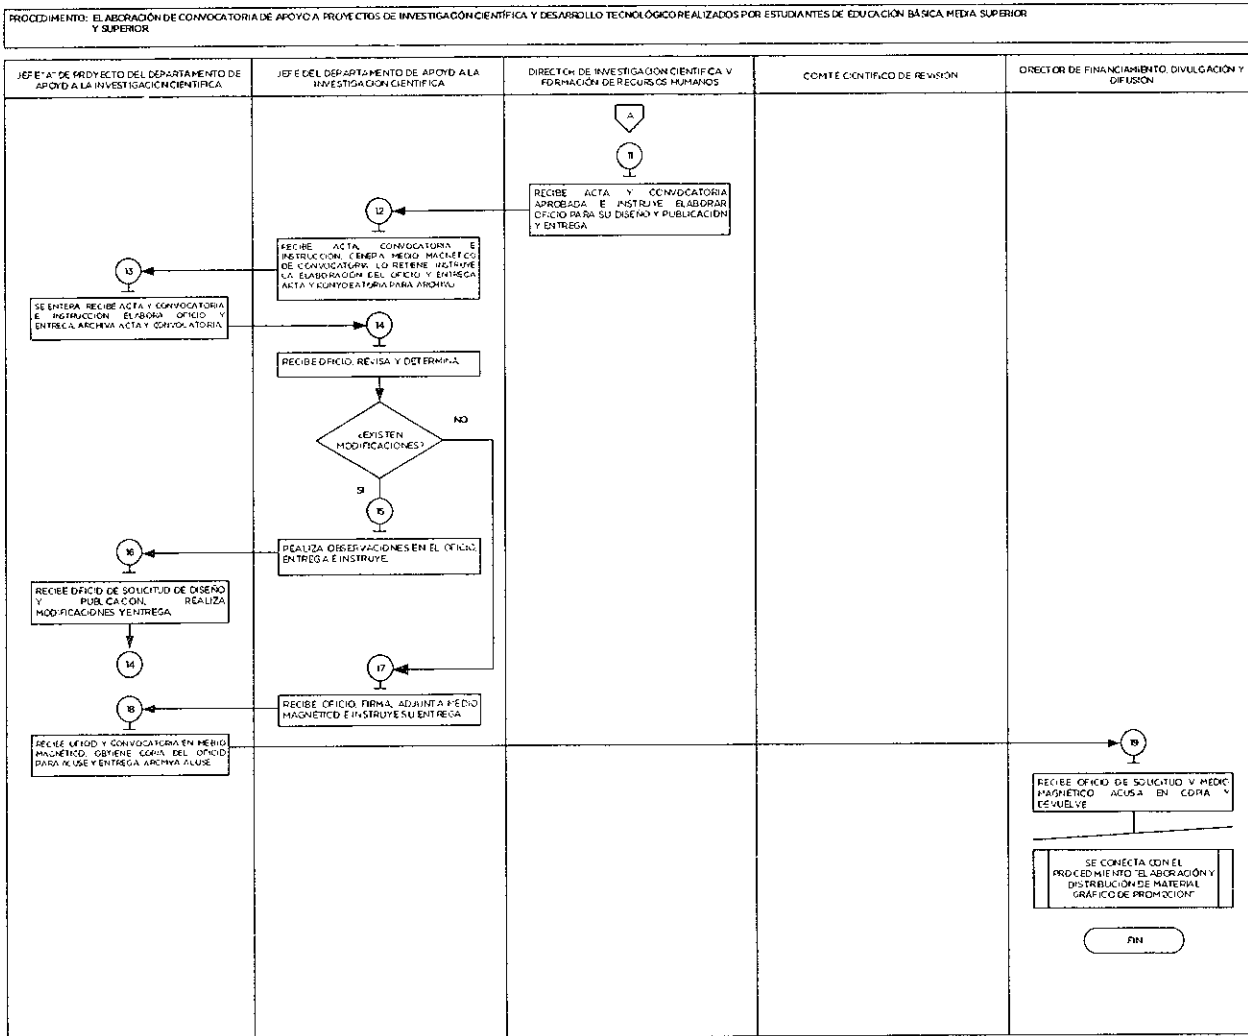 PROCEDIMIENTO: ELABORACIÓN DE CONVOCATORIA DE APOYO A PROYECTOS DE INVESTIGACIÓN CIENTÍFICA Y DESARROLLO TECNOLÓGICO REALIZADOS POR ESTUDIANTES DE EDUCACIÓN BÁSICA, MEDIA SUPERIOR
Y SUPERIOR
JEFE "A" DE PROYECTO DEL DEPARTAMENTO DE
APOYO A LA INVESTIGACIÓN CIENTÍFICA
JEFE DEL DEPARTAMENTO DE APOYO A LA
INVESTIGACIÓN CIENTÍFICA
DIRECTOR DE INVESTIGACIÓN CIENTÍFICA Y
FORMACIÓN DE RECURSOS HUMANOS
COMITÉ CIENTÍFICO DE REVISIÓN
DIRECTOR DE FINANCIAMIENTO, DIVULGACIÓN Y
DIFUSIÓN
A
11
RECIBE ACTA Y CONVOCATORIA
APROBADA E INSTRUYE ELABORAR
OFICIO PARA SU DISEÑO Y PUBLICACIÓN
Y ENTREGA
12
RECIBE ACTA, CONVOCATORIA E
INSTRUCCIÓN, GENERA MEDIO MAGNÉTICO
DE CONVOCATORIA, LO RETIENE INSTRUYE
LA ELABORACIÓN DEL OFICIO Y ENTREGA
ACTA Y CONVOCATORIA PARA ARCHIVO
13
SE ENTERA, RECIBE ACTA Y CONVOCATORIA
E INSTRUCCIÓN ELABORA OFICIO Y
ENTREGA, ARCHIVA ACTA Y CONVOCATORIA.
14
RECIBE OFICIO, REVISA Y DETERMINA.
¿EXISTEN
MODIFICACIONES?
NO
SI
15
REALIZA OBSERVACIONES EN EL OFICIO,
ENTREGA E INSTRUYE.
16
RECIBE OFICIO DE SOLICITUD DE DISEÑO
Y PUBLICACIÓN, REALIZA
MODIFICACIONES Y ENTREGA.
14
17
RECIBE OFICIO, FIRMA, ADJUNTA MEDIO
MAGNÉTICO E INSTRUYE SU ENTREGA
18
RECIBE OFICIO Y CONVOCATORIA EN MEDIO
MAGNÉTICO, OBTIENE COPIA DEL OFICIO
PARA ACUSE Y ENTREGA ARCHIVA ACUSE
19
RECIBE OFICIO DE SOLICITUD Y MEDIO
MAGNÉTICO ACUSA EN COPIA Y
DEVUELVE
SE CONECTA CON EL
PROCEDIMIENTO "ELABORACIÓN Y
DISTRIBUCIÓN DE MATERIAL
GRÁFICO DE PROMOCIÓN"
FIN